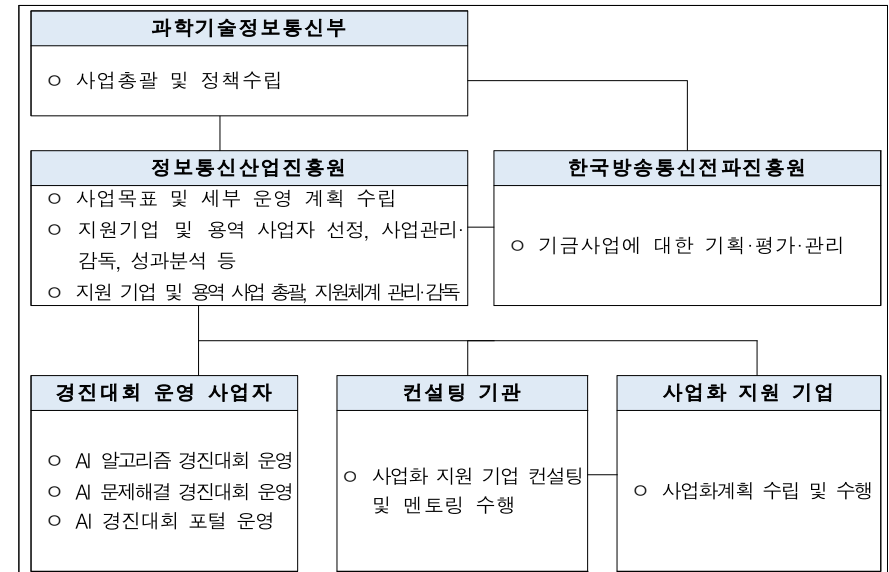 과학기술정보통신부
ㅇ 사업총괄 및 정책수립
정보통신산업진흥원
ㅇ 사업목표 및 세부 운영 계획 수립
ㅇ 지원기업 및 용역 사업자 선정, 사업관리·
감독, 성과분석 등
ㅇ 지원 기업 및 용역 사업 총괄, 지원체계 관리·감독
한국방송통신전파진흥원
ㅇ 기금사업에 대한 기획·평가·관리
경진대회 운영 사업자
ㅇ AI 알고리즘 경진대회 운영
ㅇ AI 문제해결 경진대회 운영
ㅇ AI 경진대회 포털 운영
컨설팅 기관
ㅇ 사업화 지원 기업 컨설팅
및 멘토링 수행
사업화 지원 기업
ㅇ 사업화계획 수립 및 수행